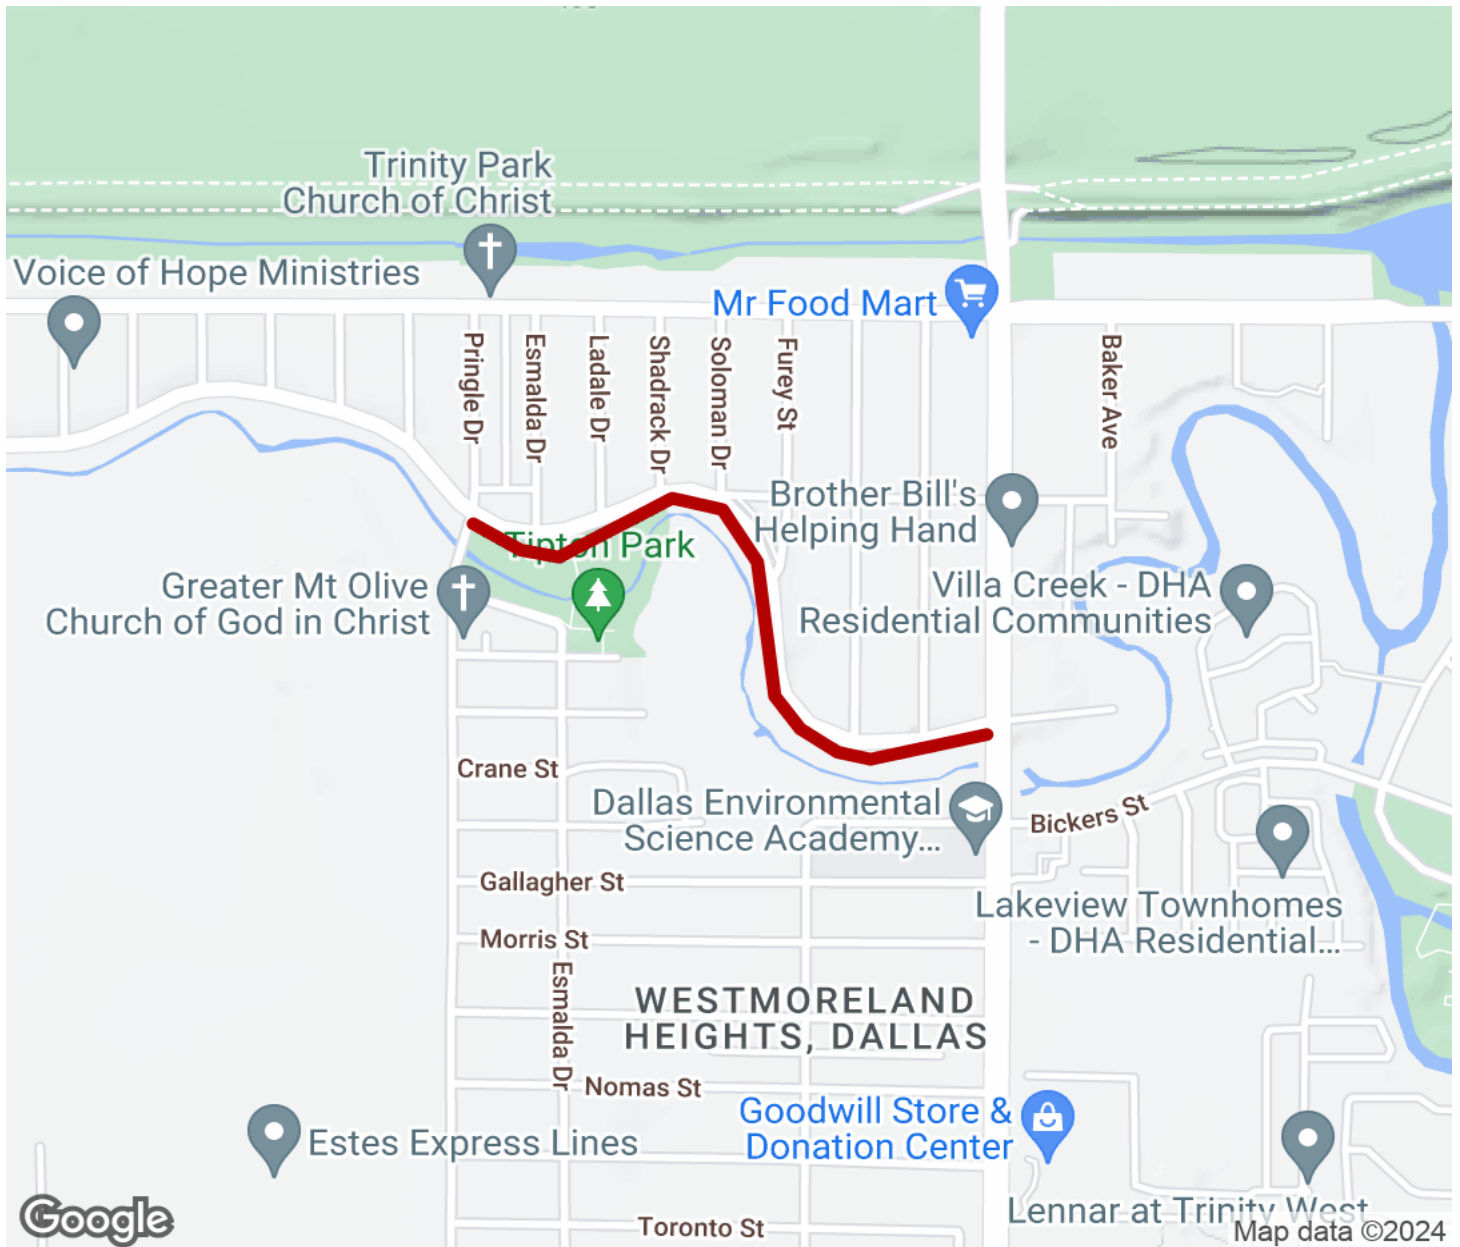 Trinity Park
Church of Christ
Voice of Hope Ministries
Mr Food Mart
Pringle Dr
Esmalda Dr
Ladale Dr
Shadrack Dr
Soloman Dr
Furey St
Baker Ave
Brother Bill's
Helping Hand
Tipton Park
Greater Mt Olive
Church of God in Christ
Villa Creek - DHA
Residential Communities
Crane St
Dallas Environmental
Science Academy...
Bickers St
Gallagher St
Lakeview Townhomes
- DHA Residential...
Morris St
Esmalda Dr
WESTMORELAND
HEIGHTS, DALLAS
Nomas St
Goodwill Store &
Donation Center
Estes Express Lines
Lennar at Trinity West
Google
Toronto St
Map data ©2024